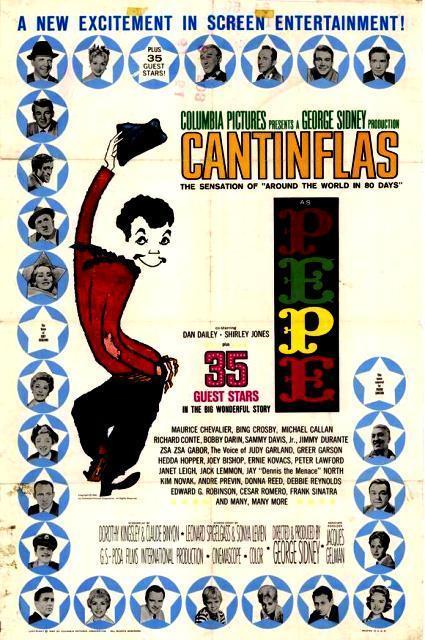 A NEW EXCITEMENT IN SCREEN ENTERTAINMENT!
PLUS
35
GUEST
STARS!
COLUMBIA PICTURES PRESENTS A GEORGE SIDNEY PRODUCTION
CANTINFLAS
THE SENSATION OF "AROUND THE WORLD IN 80 DAYS"
AS
PEPE
co-starring
DAN DAILEY · SHIRLEY JONES
plus
35
GUEST STARS
IN THE BIG WONDERFUL STORY
MAURICE CHEVALIER, BING CROSBY, MICHAEL CALLAN
RICHARD CONTE, BOBBY DARIN, SAMMY DAVIS, Jr., JIMMY DURANTE
ZSA ZSA GABOR, The Voice of JUDY GARLAND, GREER GARSON
HEDDA HOPPER, JOEY BISHOP, ERNIE KOVACS, PETER LAWFORD
JANET LEIGH, JACK LEMMON, JAY "Dennis the Menace" NORTH
KIM NOVAK, ANDRE PREVIN, DONNA REED, DEBBIE REYNOLDS
EDWARD G. ROBINSON, CESAR ROMERO, FRANK SINATRA
AND MANY, MANY MORE
DOROTHY KINGSLEY & CLAUDE BINYON · LEONARD SPIGELGASS & SONYA LEVIEN
G.S.-POSA FILMS INTERNATIONAL PRODUCTION · CINEMASCOPE · COLOR
DIRECTED & PRODUCED BY
GEORGE SIDNEY
JACQUES
GELMAN